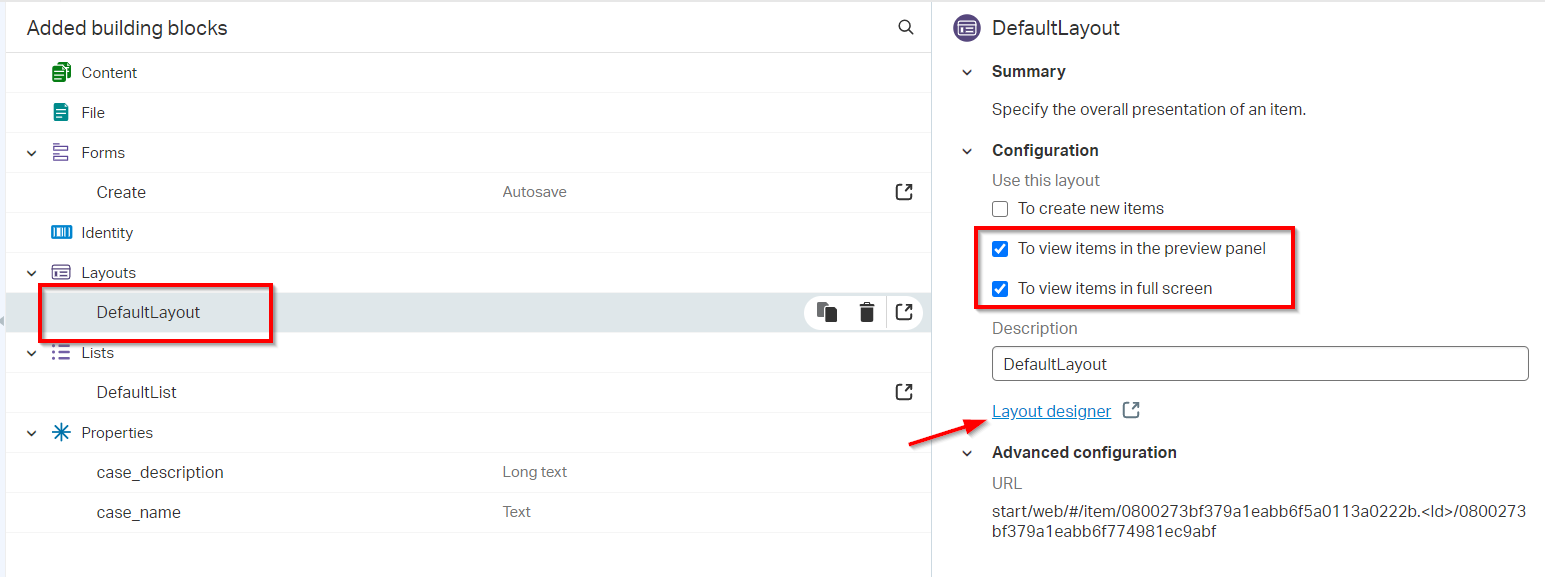 Added building blocks
Content
File
Forms
Create Autosave
Identity
Layouts
DefaultLayout
Lists
DefaultList
Properties
case_description Long text
case_name Text
DefaultLayout
Summary
Specify the overall presentation of an item.
Configuration
Use this layout
To create new items
To view items in the preview panel
To view items in full screen
Description
DefaultLayout
Layout designer
Advanced configuration
URL
start/web/#/item/0800273bf379a1eabb6f5a0113a0222b.<Id>/0800273
bf379a1eabb6f774981ec9abf